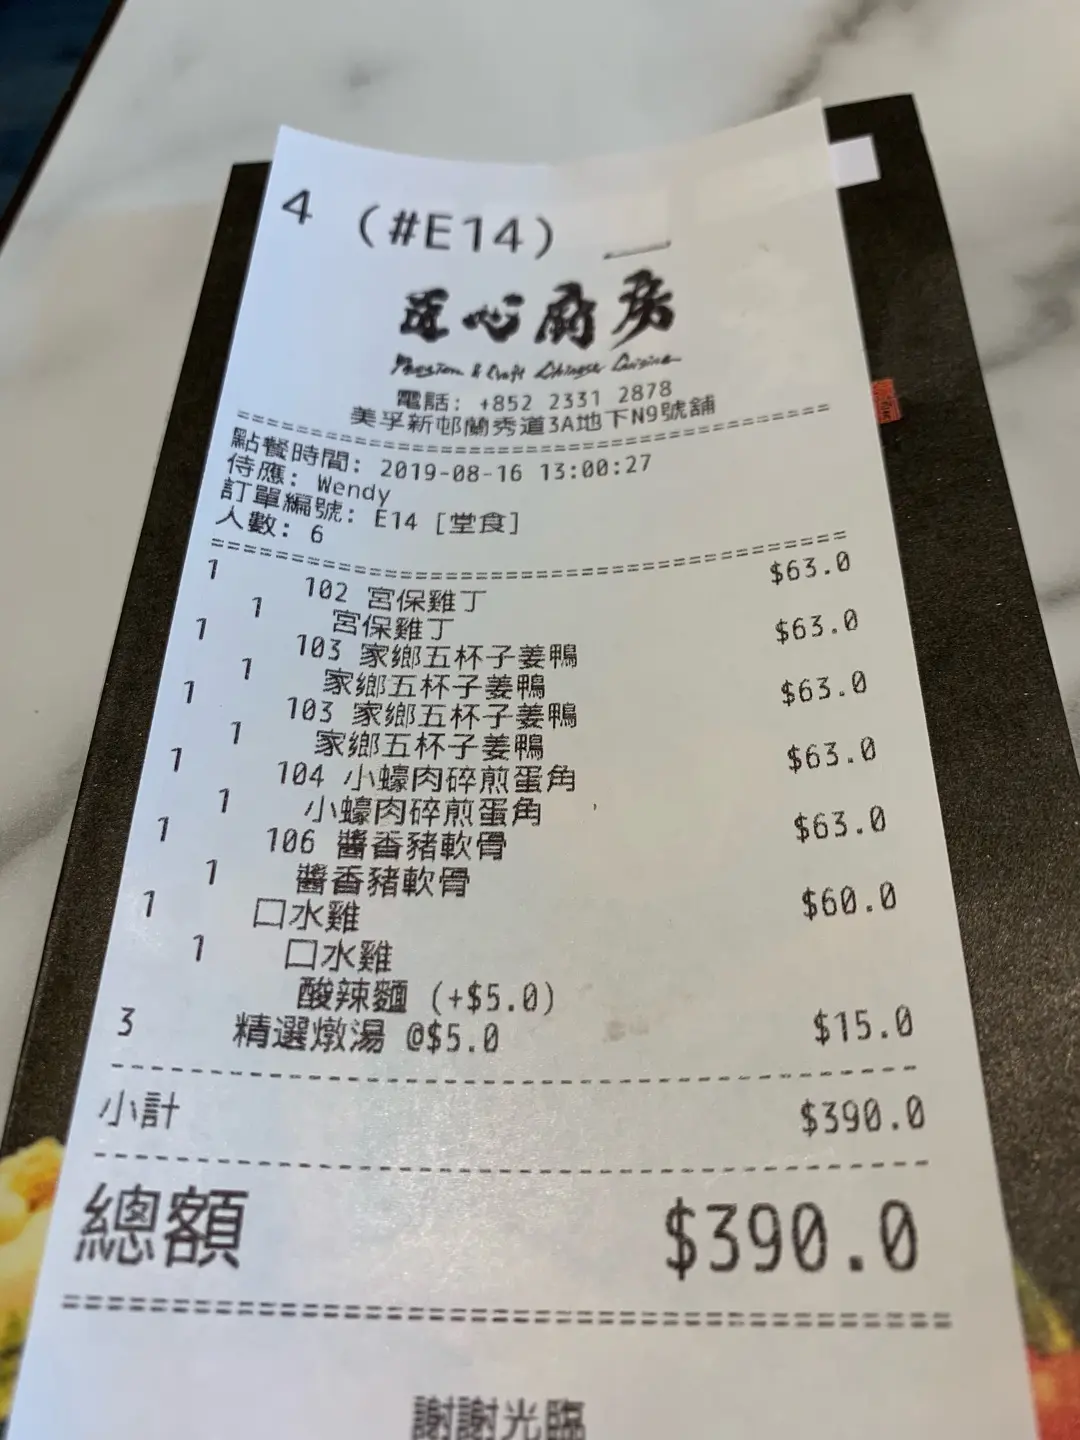 4 (#E14)
匠心廚房
Passion & Craft Chinese Cuisine
電話: +852 2331 2878
美孚新邨蘭秀道3A地下N9號舖
點餐時間: 2019-08-16 13:00:27
侍應: Wendy
訂單編號: E14 [堂食]
人數: 6
1 102 宮保雞丁 $63.0
1 宮保雞丁
1 103 家鄉五杯子姜鴨 $63.0
1 家鄉五杯子姜鴨
1 103 家鄉五杯子姜鴨 $63.0
1 家鄉五杯子姜鴨
1 104 小蠔肉碎煎蛋角 $63.0
1 小蠔肉碎煎蛋角
1 106 醬香豬軟骨 $63.0
1 醬香豬軟骨
1 口水雞 $60.0
1 口水雞
酸辣麵 (+$5.0)
3 精選燉湯 @$5.0 $15.0
小計 $390.0
總額 $390.0
謝謝光臨